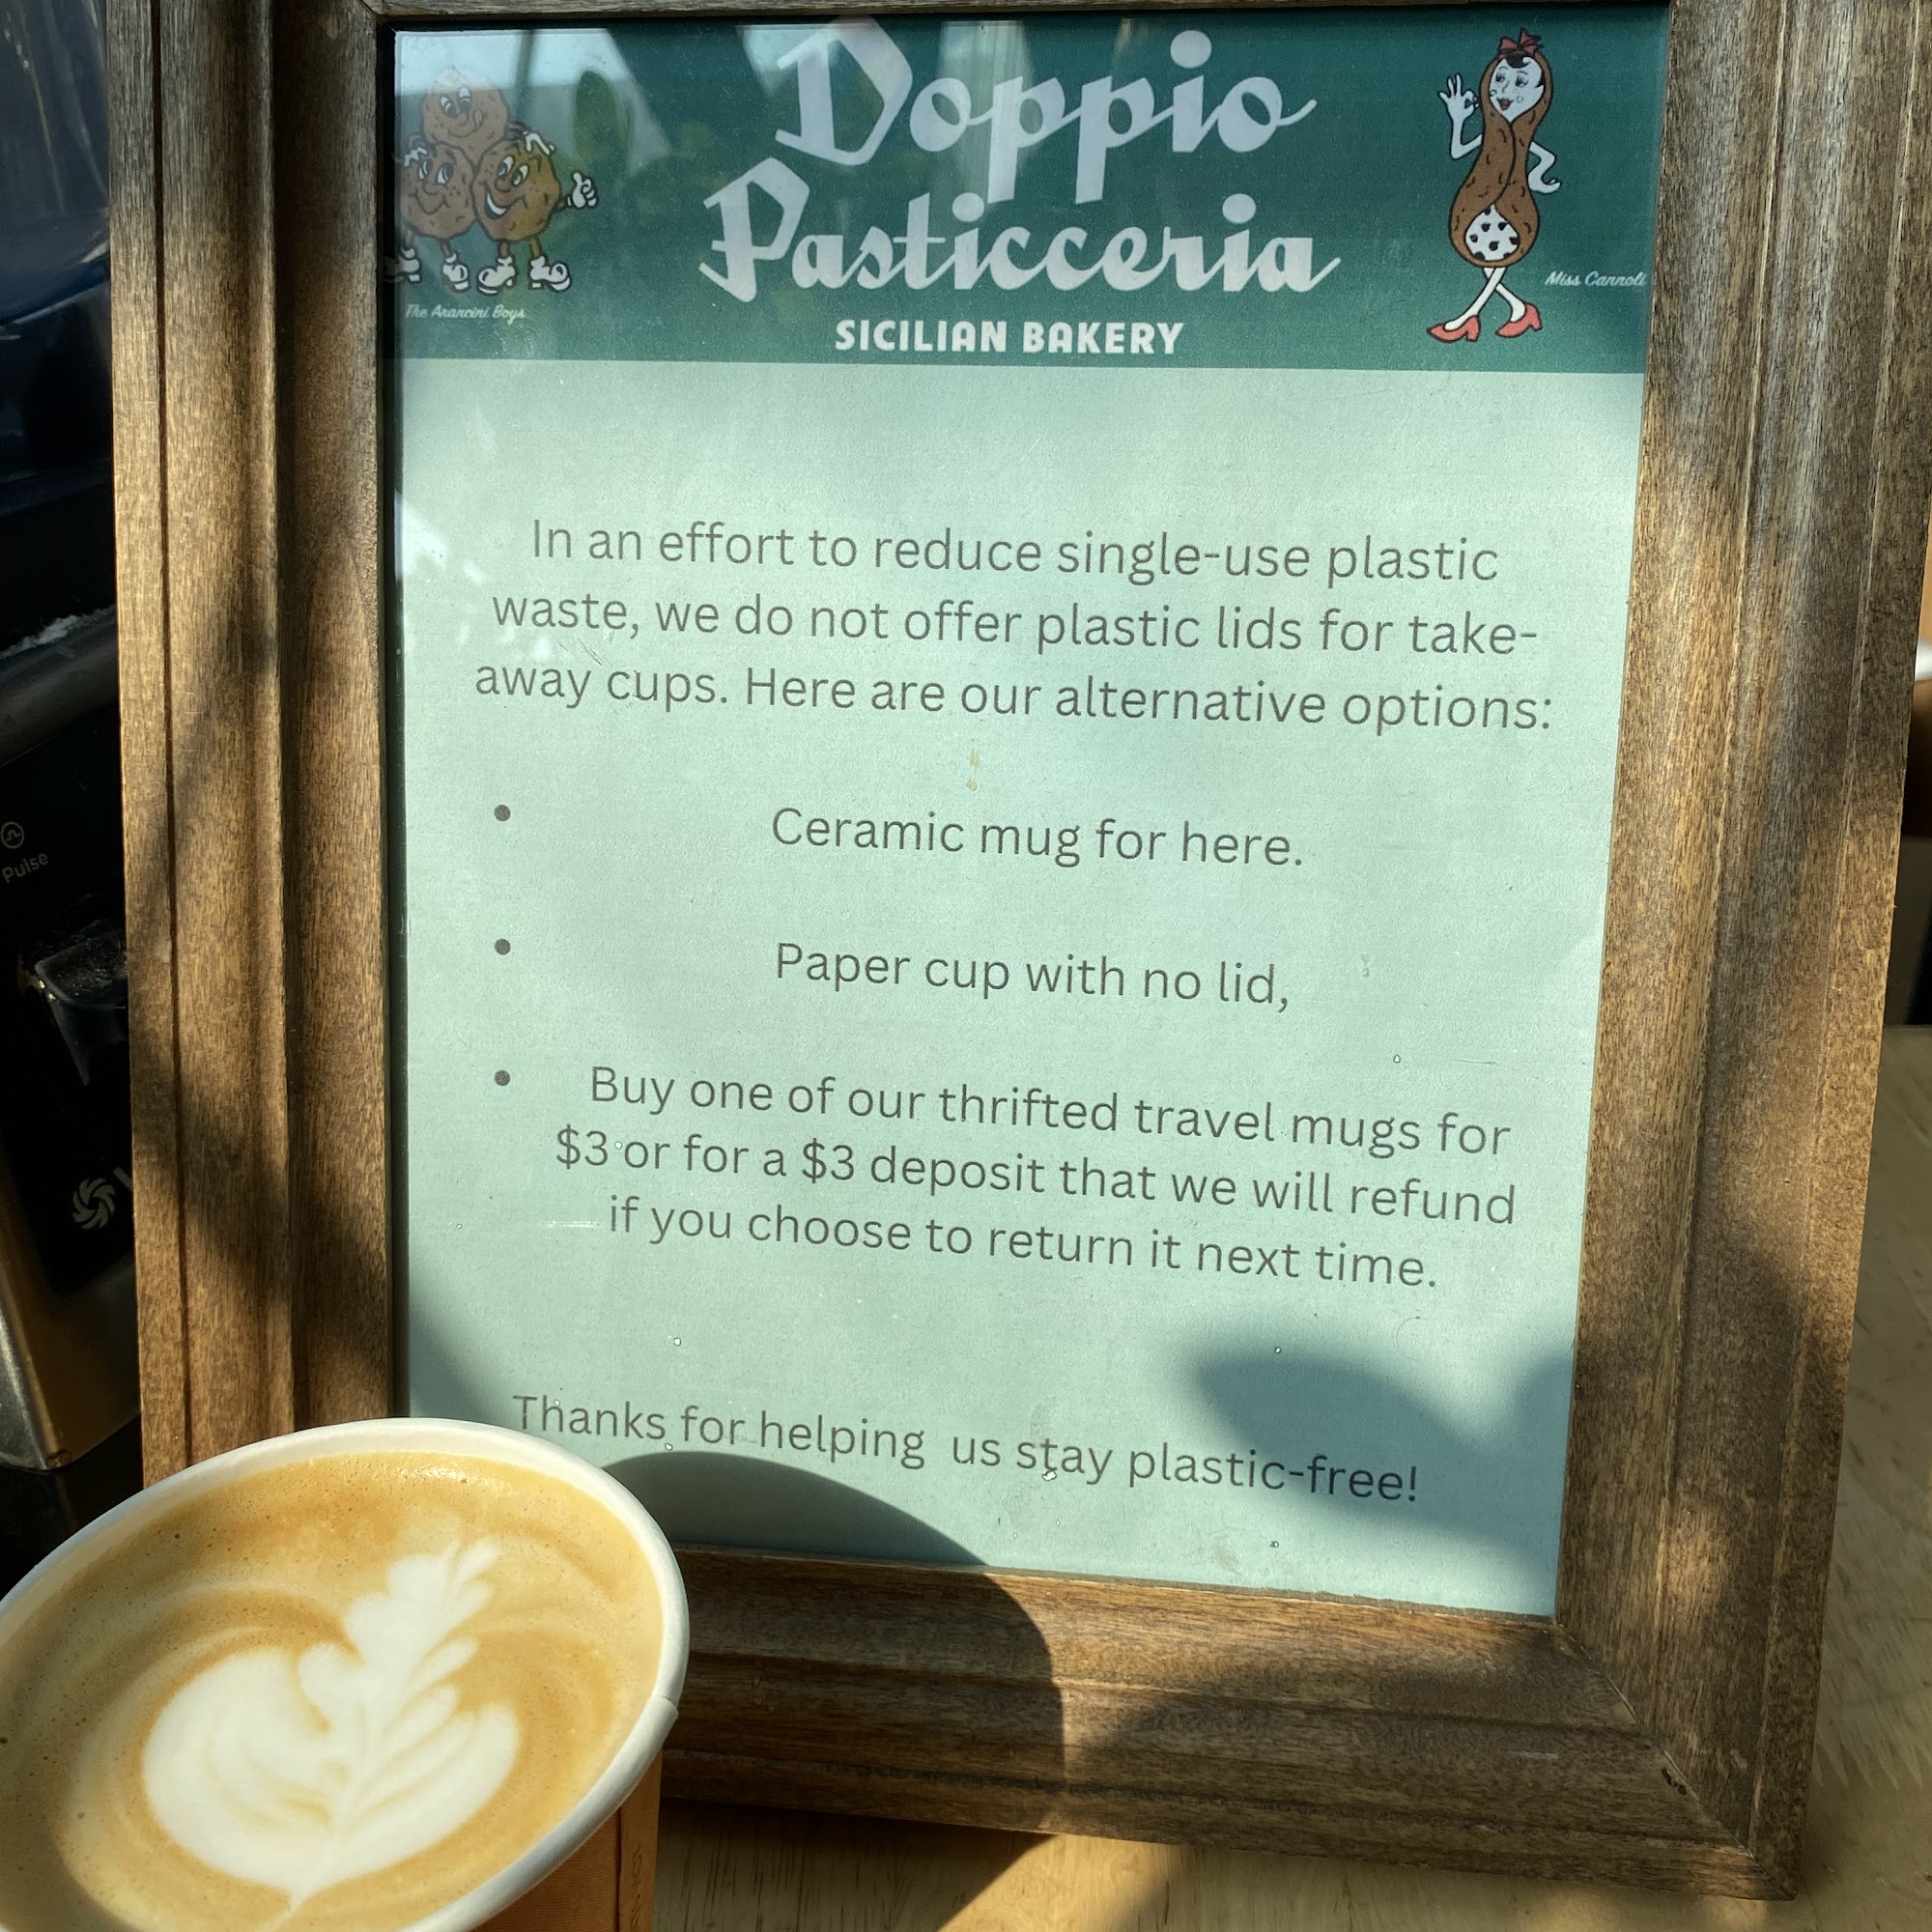 Doppio
Pasticceria
SICILIAN BAKERY
The Arancini Boys
Miss Cannoli
In an effort to reduce single-use plastic
waste, we do not offer plastic lids for take-
away cups. Here are our alternative options:
• Ceramic mug for here.
• Paper cup with no lid,
• Buy one of our thrifted travel mugs for
$3 or for a $3 deposit that we will refund
if you choose to return it next time.
Thanks for helping us stay plastic-free!
Pulse